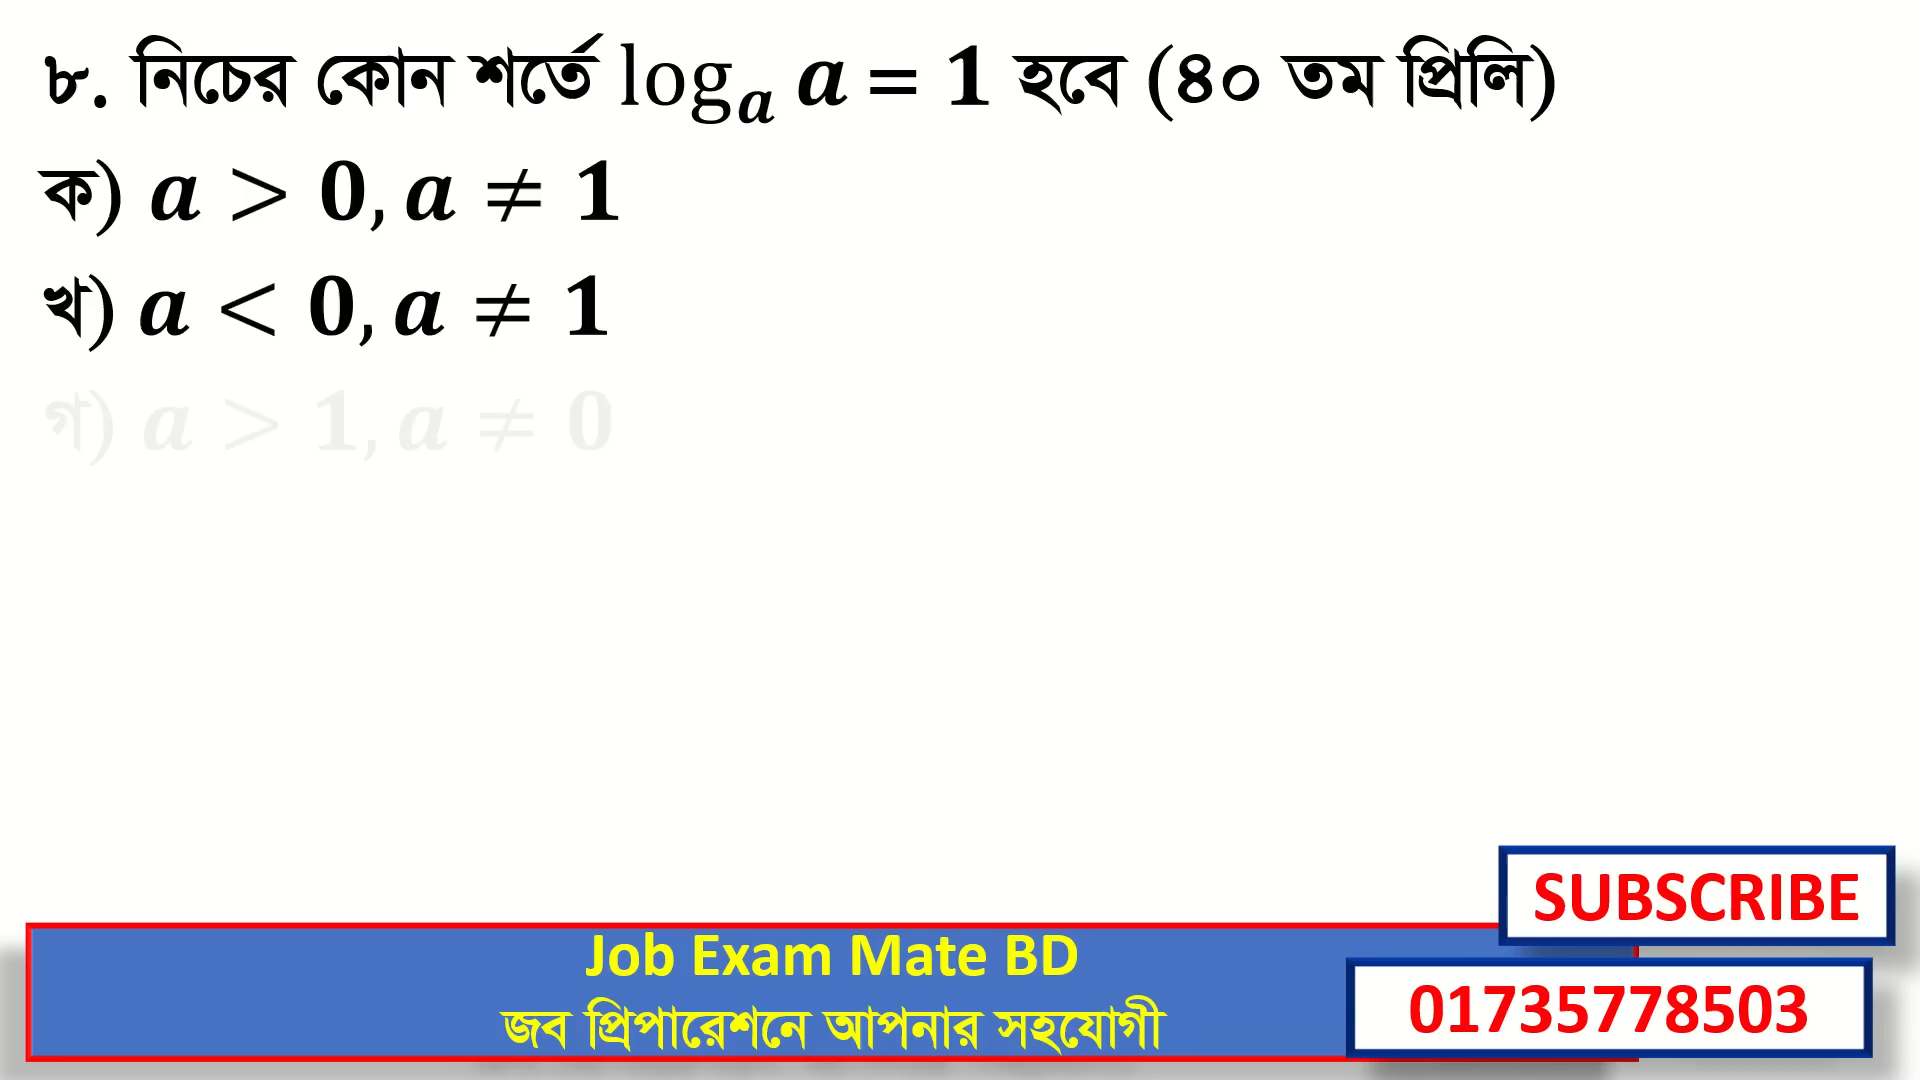 ৮. নিচের কোন শর্তে logₐ a = 1 হবে (৪০ তম প্রিলি)
ক) a > 0, a ≠ 1
খ) a < 0, a ≠ 1
গ) a > 1, a ≠ 0
SUBSCRIBE
Job Exam Mate BD
জব প্রিপারেশনে আপনার সহযোগী
01735778503